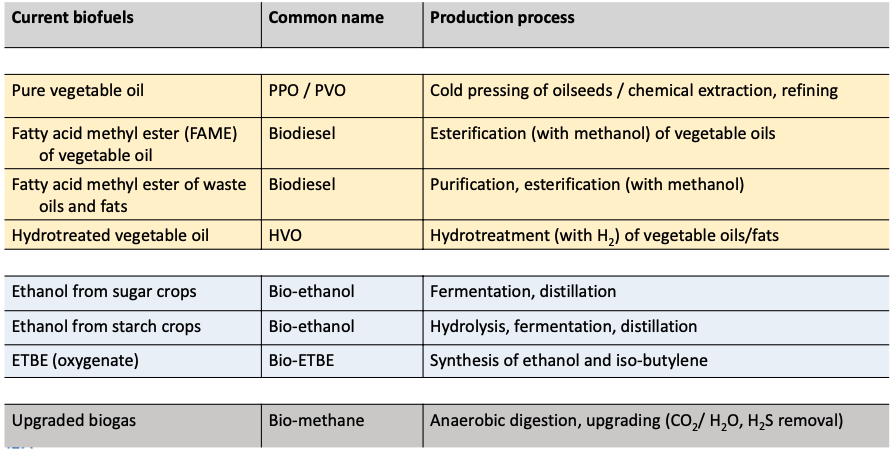 Current biofuels Common name Production process
Pure vegetable oil PPO / PVO Cold pressing of oilseeds / chemical extraction, refining
Fatty acid methyl ester (FAME) Biodiesel Esterification (with methanol) of vegetable oils
of vegetable oil
Fatty acid methyl ester of waste Biodiesel Purification, esterification (with methanol)
oils and fats
Hydrotreated vegetable oil HVO Hydrotreatment (with H₂) of vegetable oils/fats
Ethanol from sugar crops Bio-ethanol Fermentation, distillation
Ethanol from starch crops Bio-ethanol Hydrolysis, fermentation, distillation
ETBE (oxygenate) Bio-ETBE Synthesis of ethanol and iso-butylene
Upgraded biogas Bio-methane Anaerobic digestion, upgrading (CO₂/ H₂O, H₂S removal)